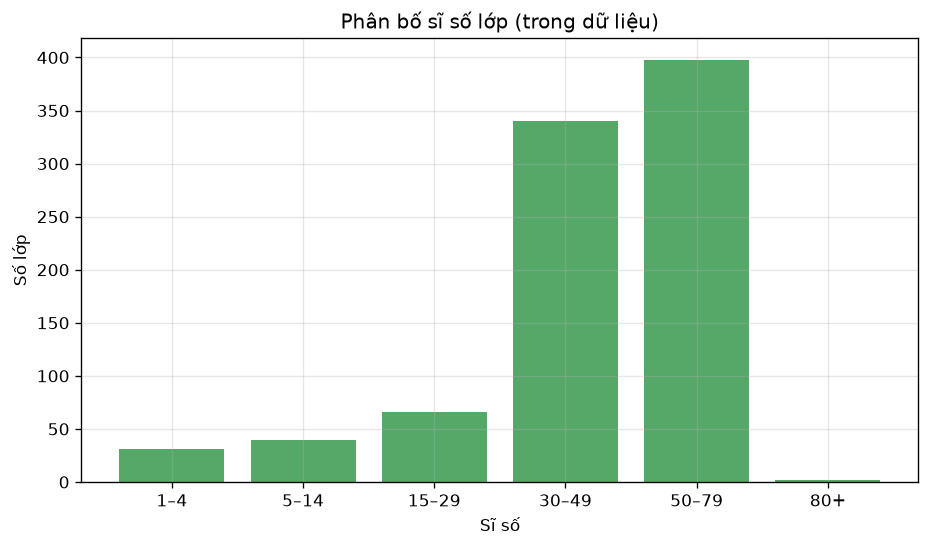 Phân bố sĩ số lớp (trong dữ liệu)
Số lớp
400
350
300
250
200
150
100
50
0
1–4 5–14 15–29 30–49 50–79 80+
Sĩ số